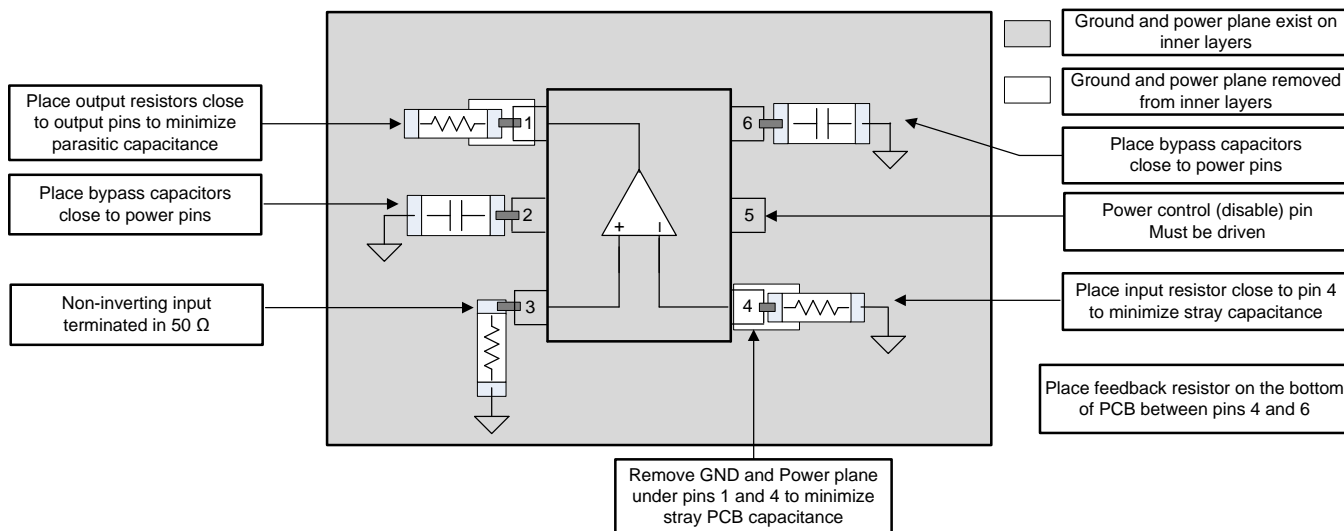 Ground and power plane exist on
inner layers
Ground and power plane removed
from inner layers
Place output resistors close
to output pins to minimize
parasitic capacitance
Place bypass capacitors
close to power pins
Non-inverting input
terminated in 50 Ω
1
2
3
+
–
6
5
4
Place bypass capacitors
close to power pins
Power control (disable) pin
Must be driven
Place input resistor close to pin 4
to minimize stray capacitance
Place feedback resistor on the bottom
of PCB between pins 4 and 6
Remove GND and Power plane
under pins 1 and 4 to minimize
stray PCB capacitance